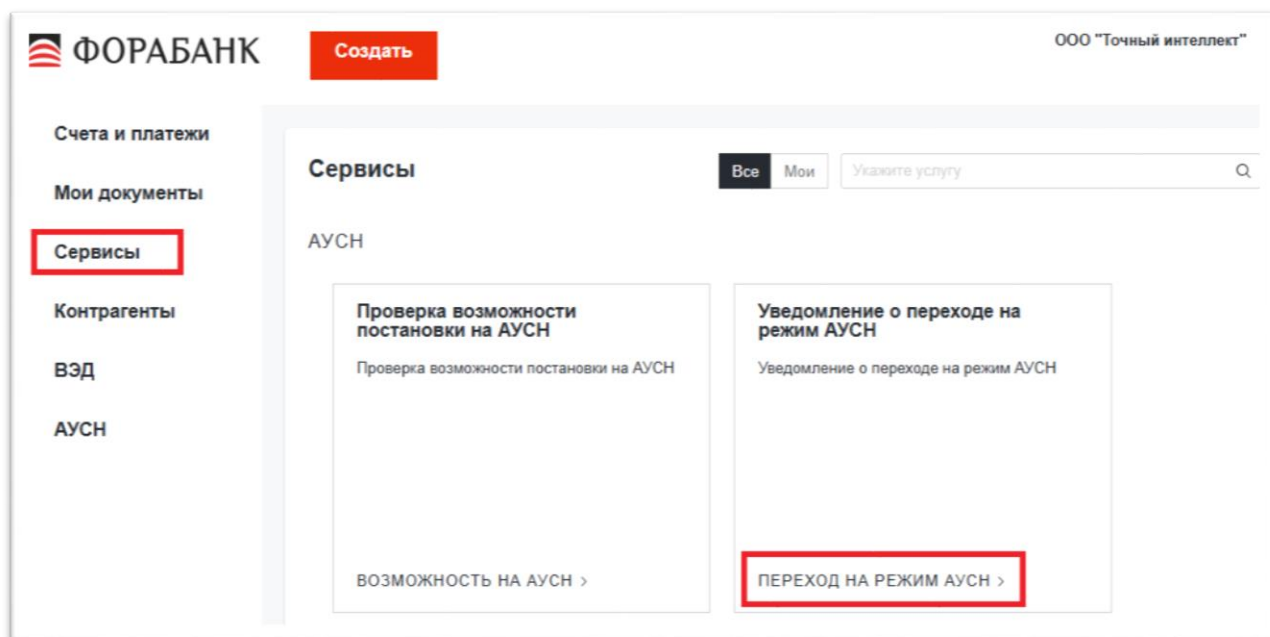 ФОРАБАНК
Создать
ООО "Точный интеллект"
Счета и платежи
Мои документы
Сервисы
Контрагенты
ВЭД
АУСН
Сервисы
Все
Мои
Укажите услугу
АУСН
Проверка возможности
постановки на АУСН
Проверка возможности постановки на АУСН
ВОЗМОЖНОСТЬ НА АУСН >
Уведомление о переходе на
режим АУСН
Уведомление о переходе на режим АУСН
ПЕРЕХОД НА РЕЖИМ АУСН >